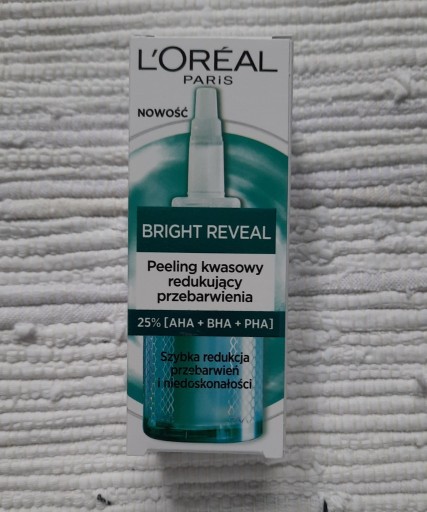 L'ORÉAL
PARIS
NOWOŚĆ
BRIGHT REVEAL
Peeling kwasowy
redukujący
przebarwienia
25% [AHA + BHA + PHA]
Szybka redukcja
przebarwień
i niedoskonałości